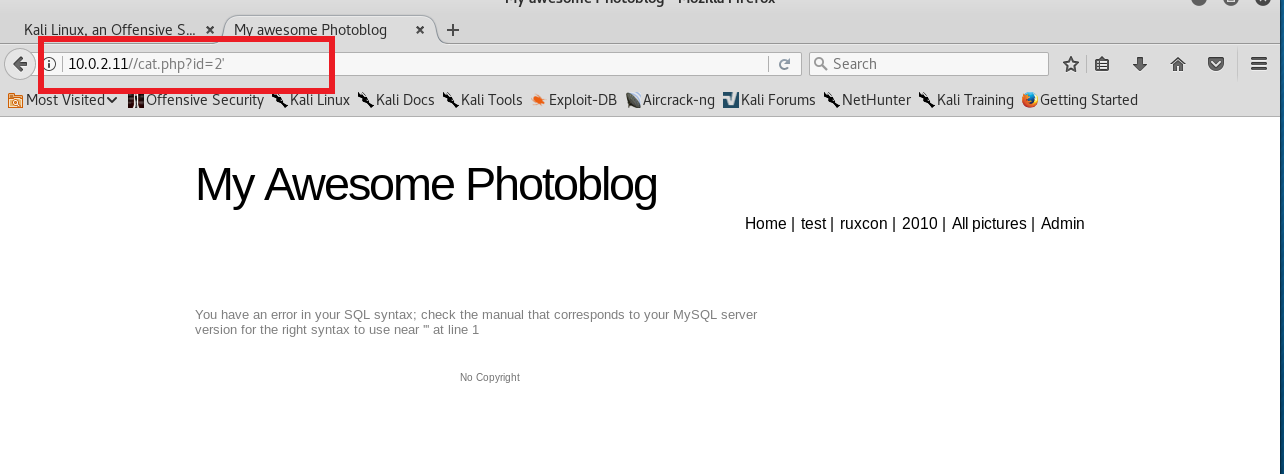 My awesome Photoblog - Mozilla Firefox
Kali Linux, an Offensive S... × My awesome Photoblog × +
10.0.2.11//cat.php?id=2' Search
Most Visited Offensive Security Kali Linux Kali Docs Kali Tools Exploit-DB Aircrack-ng Kali Forums NetHunter Kali Training Getting Started
My Awesome Photoblog
Home | test | ruxcon | 2010 | All pictures | Admin
You have an error in your SQL syntax; check the manual that corresponds to your MySQL server
version for the right syntax to use near ''' at line 1
No Copyright